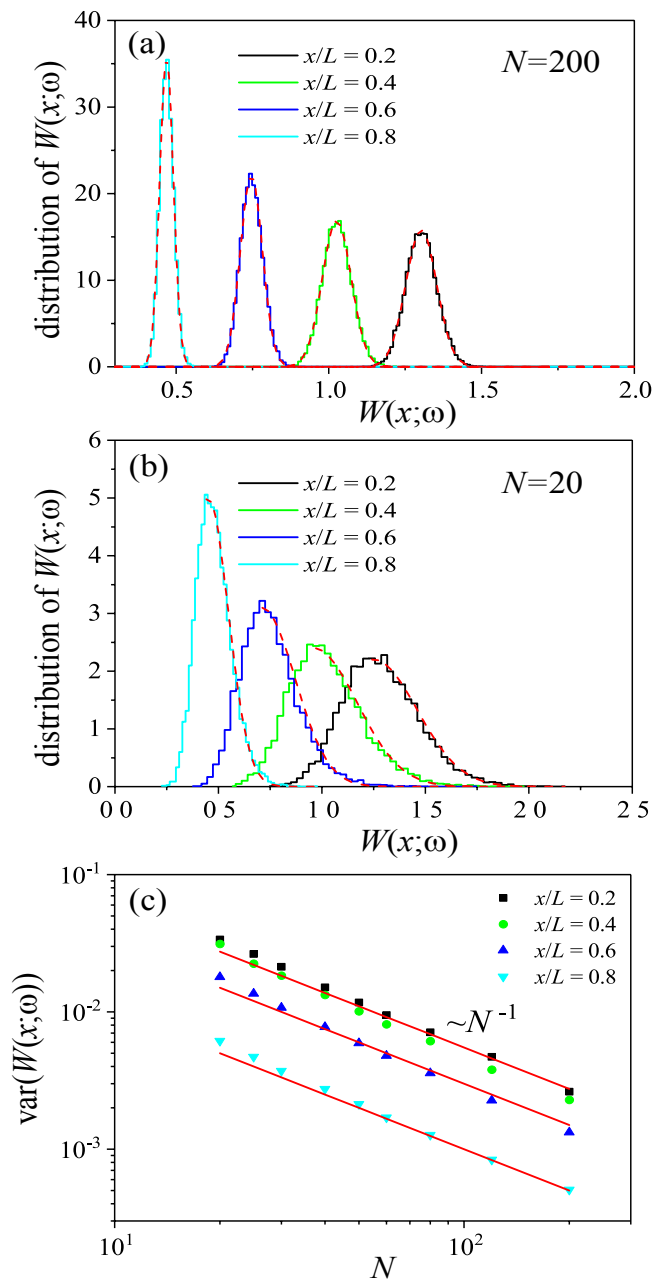 (a)
N=200
x/L = 0.2
x/L = 0.4
x/L = 0.6
x/L = 0.8
distribution of W(x;ω)
40
30
20
10
0
0.5 1.0 1.5 2.0
W(x;ω)
(b)
N=20
x/L = 0.2
x/L = 0.4
x/L = 0.6
x/L = 0.8
distribution of W(x;ω)
6
5
4
3
2
1
0
0 0 0 5 1 0 1 5 2 0 2 5
W(x;ω)
(c)
x/L = 0.2
x/L = 0.4
x/L = 0.6
x/L = 0.8
~N⁻¹
var(W(x;ω))
10⁻¹
10⁻²
10⁻³
10¹ 10²
N